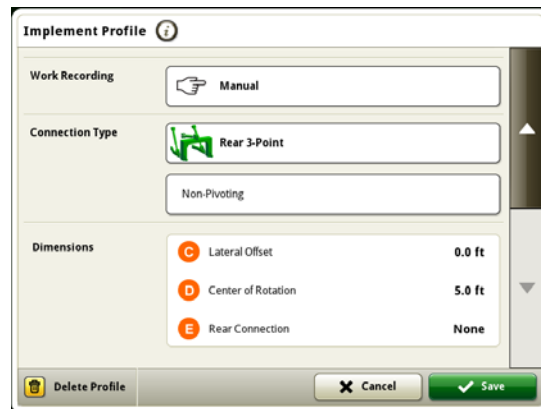 Implement Profile i
Work Recording
Manual
Connection Type
Rear 3-Point
Non-Pivoting
Dimensions
C Lateral Offset 0.0 ft
D Center of Rotation 5.0 ft
E Rear Connection None
Delete Profile Cancel Save